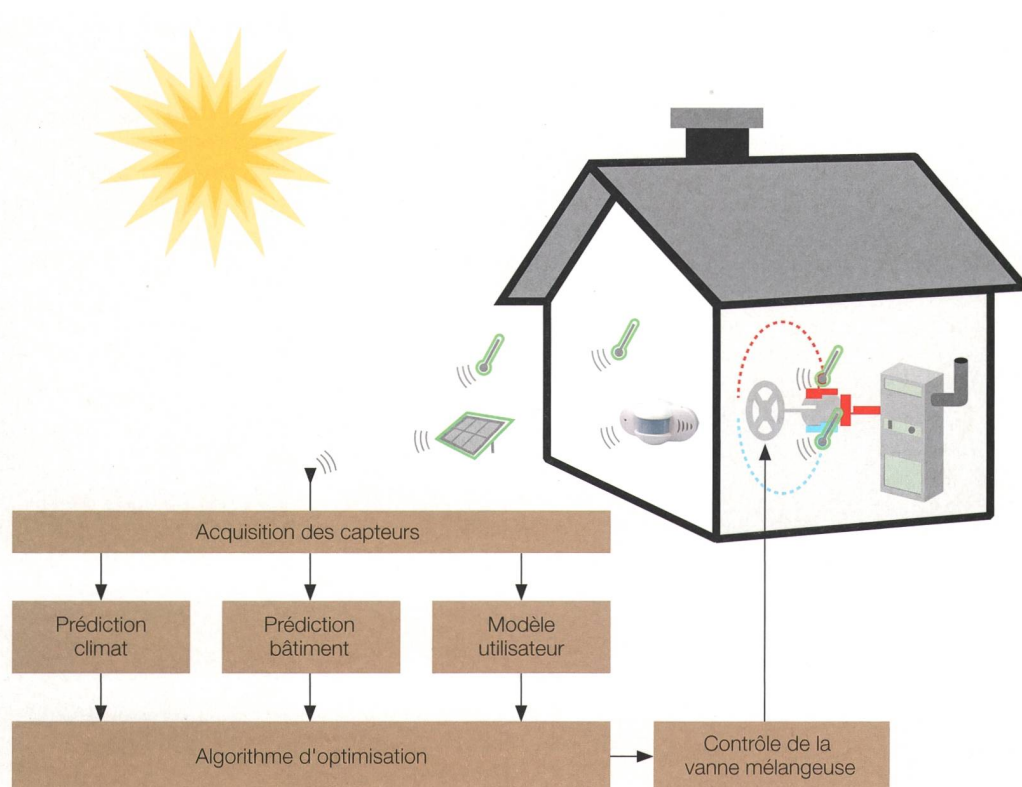 Acquisition des capteurs
Prédiction
climat
Prédiction
bâtiment
Modèle
utilisateur
Algorithme d'optimisation
Contrôle de la
vanne mélangeuse